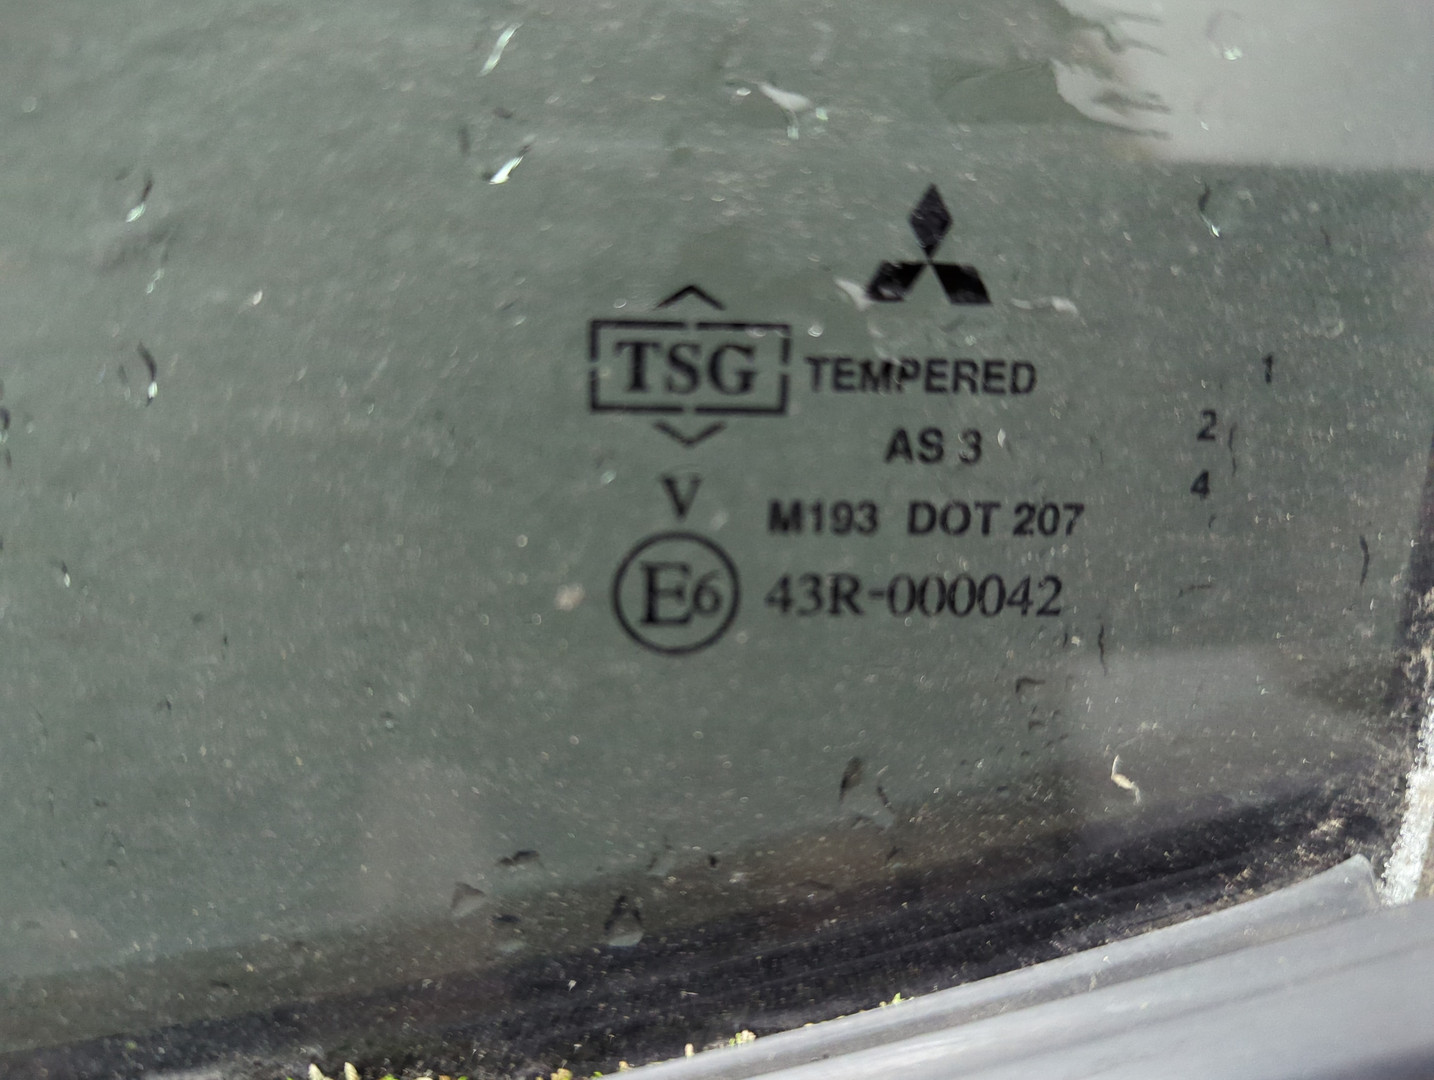 TSG TEMPERED
1
AS 3
2
4
V
M193 DOT 207
E6 43R-000042